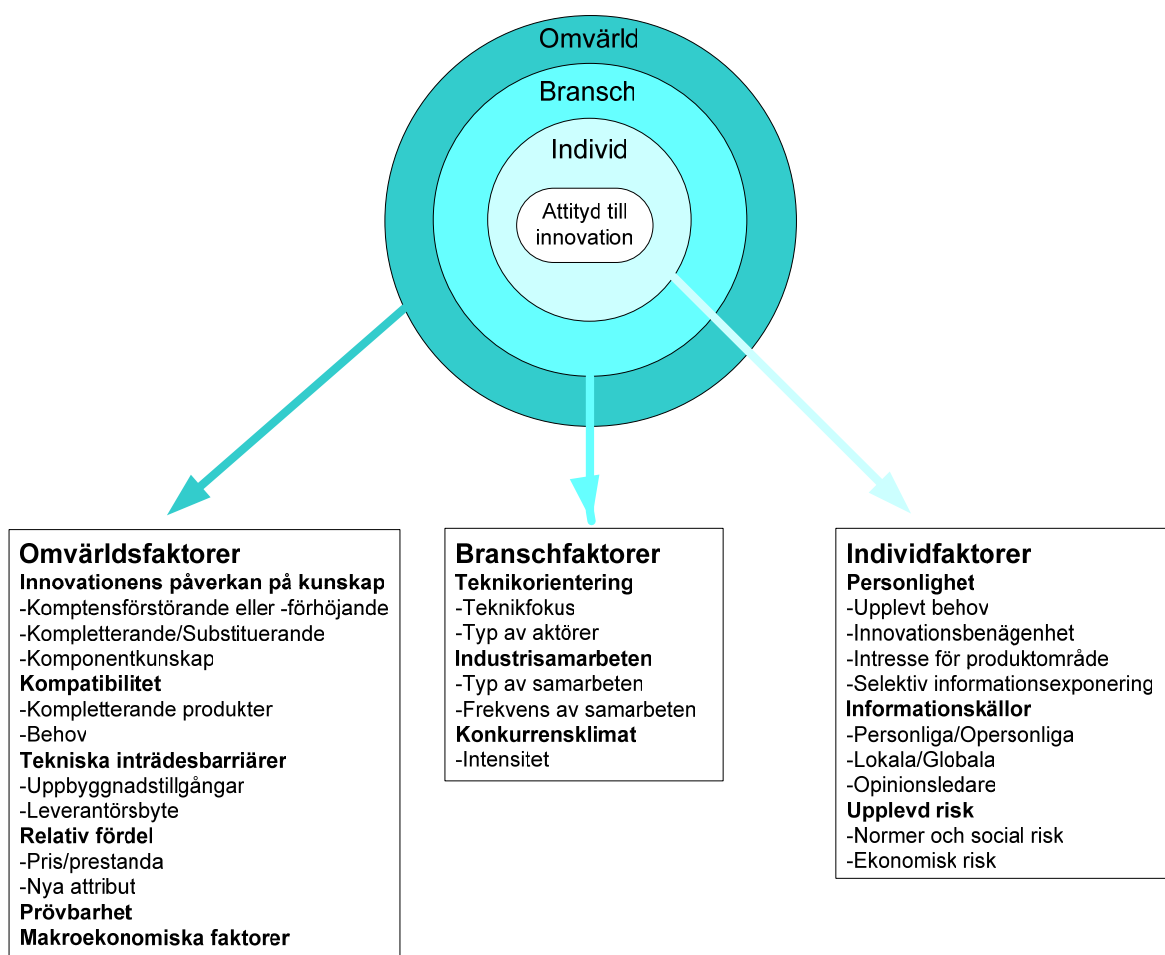 Omvärld
Bransch
Individ
Attityd till
innovation
Omvärldsfaktorer
Innovationens påverkan på kunskap
-Komptensförstörande eller -förhöjande
-Kompletterande/Substituerande
-Komponentkunskap
Kompatibilitet
-Kompletterande produkter
-Behov
Tekniska inträdesbarriärer
-Uppbyggnadstillgångar
-Leverantörsbyte
Relativ fördel
-Pris/prestanda
-Nya attribut
Prövbarhet
Makroekonomiska faktorer
Branschfaktorer
Teknikorientering
-Teknikfokus
-Typ av aktörer
Industrisamarbeten
-Typ av samarbeten
-Frekvens av samarbeten
Konkurrensklimat
-Intensitet
Individfaktorer
Personlighet
-Upplevt behov
-Innovationsbenägenhet
-Intresse för produktområde
-Selektiv informationsexponering
Informationskällor
-Personliga/Opersonliga
-Lokala/Globala
-Opinionsledare
Upplevd risk
-Normer och social risk
-Ekonomisk risk